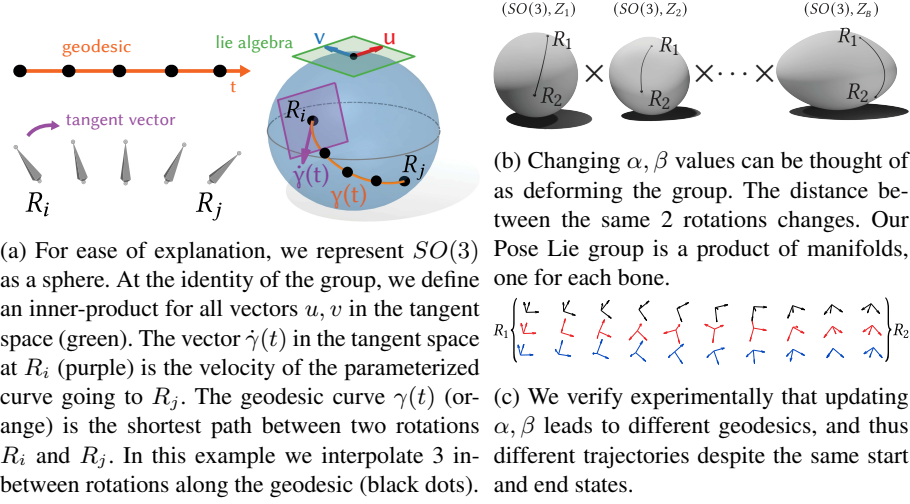 geodesic
t
tangent vector
R_i
R_j
lie algebra
v
u
R_i
R_j
γ̇(t)
γ(t)
(a) For ease of explanation, we represent SO(3)
as a sphere. At the identity of the group, we define
an inner-product for all vectors u, v in the tangent
space (green). The vector γ̇(t) in the tangent space
at R_i (purple) is the velocity of the parameterized
curve going to R_j. The geodesic curve γ(t) (or-
ange) is the shortest path between two rotations
R_i and R_j. In this example we interpolate 3 in-
between rotations along the geodesic (black dots).
(SO(3), Z_1)
(SO(3), Z_2)
(SO(3), Z_B)
R_1
R_2
×
R_1
R_2
× ⋯ ×
R_1
R_2
(b) Changing α, β values can be thought of
as deforming the group. The distance be-
tween the same 2 rotations changes. Our
Pose Lie group is a product of manifolds,
one for each bone.
R_1 { } R_2
(c) We verify experimentally that updating
α, β leads to different geodesics, and thus
different trajectories despite the same start
and end states.